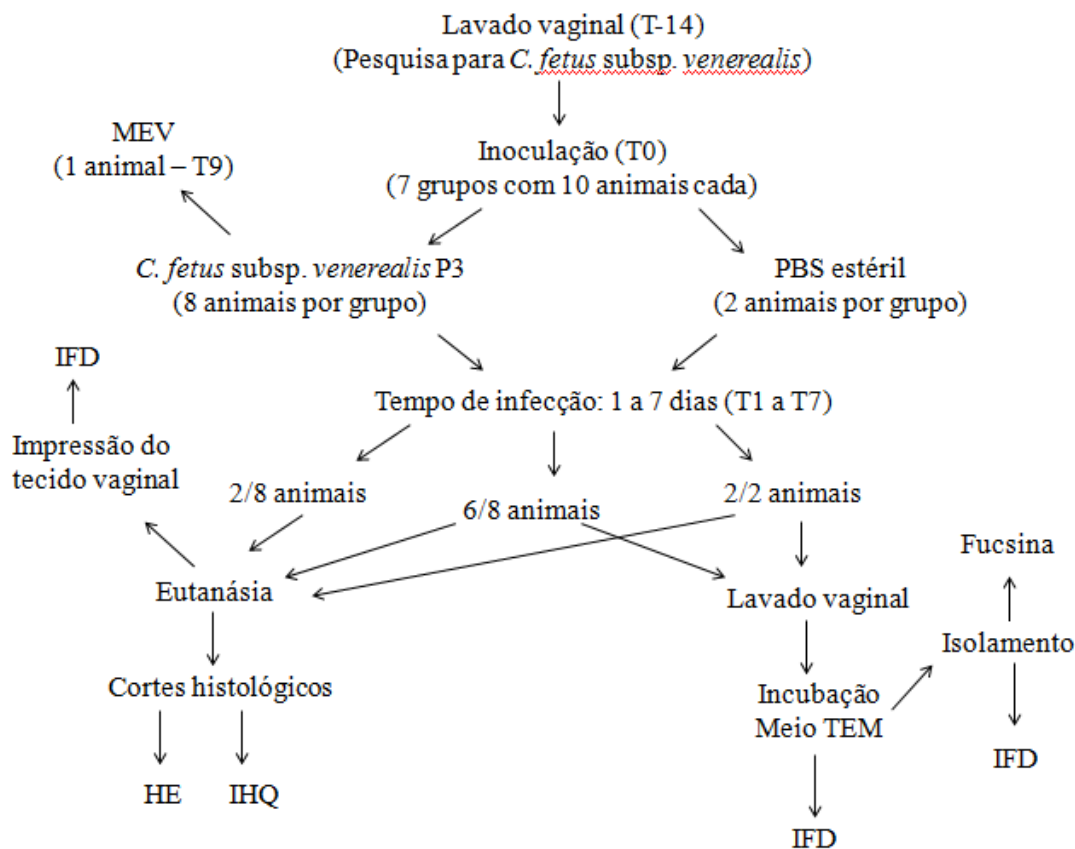 Lavado vaginal (T-14)
(Pesquisa para C. fetus subsp. venerealis)
MEV
(1 animal – T9)
Inoculação (T0)
(7 grupos com 10 animais cada)
C. fetus subsp. venerealis P3
(8 animais por grupo)
PBS estéril
(2 animais por grupo)
IFD
Tempo de infecção: 1 a 7 dias (T1 a T7)
Impressão do
tecido vaginal
2/8 animais
6/8 animais
2/2 animais
Fucsina
Eutanásia
Lavado vaginal
Isolamento
Cortes histológicos
Incubação
Meio TEM
IFD
HE
IHQ
IFD